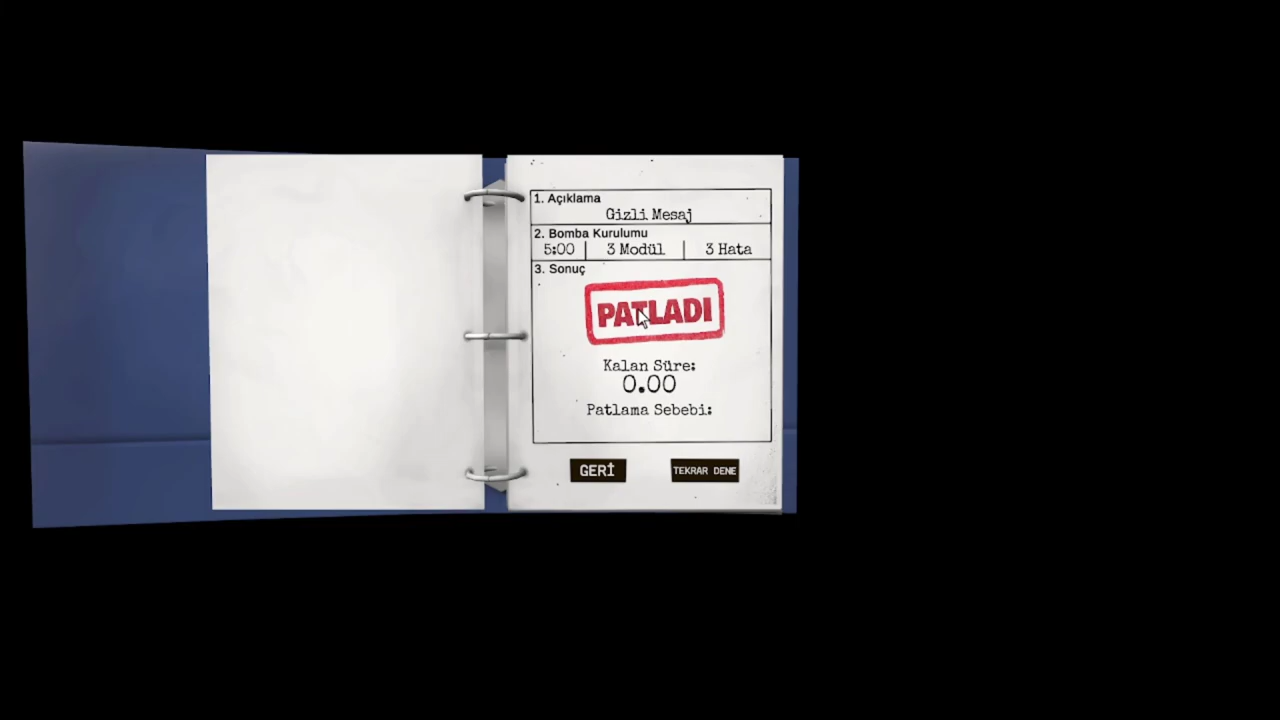 1. Açıklama
Gizli Mesaj
2. Bomba Kurulumu
5:00 3 Modül 3 Hata
3. Sonuç
PATLADI
Kalan Süre:
0.00
Patlama Sebebi:
GERİ TEKRAR DENE